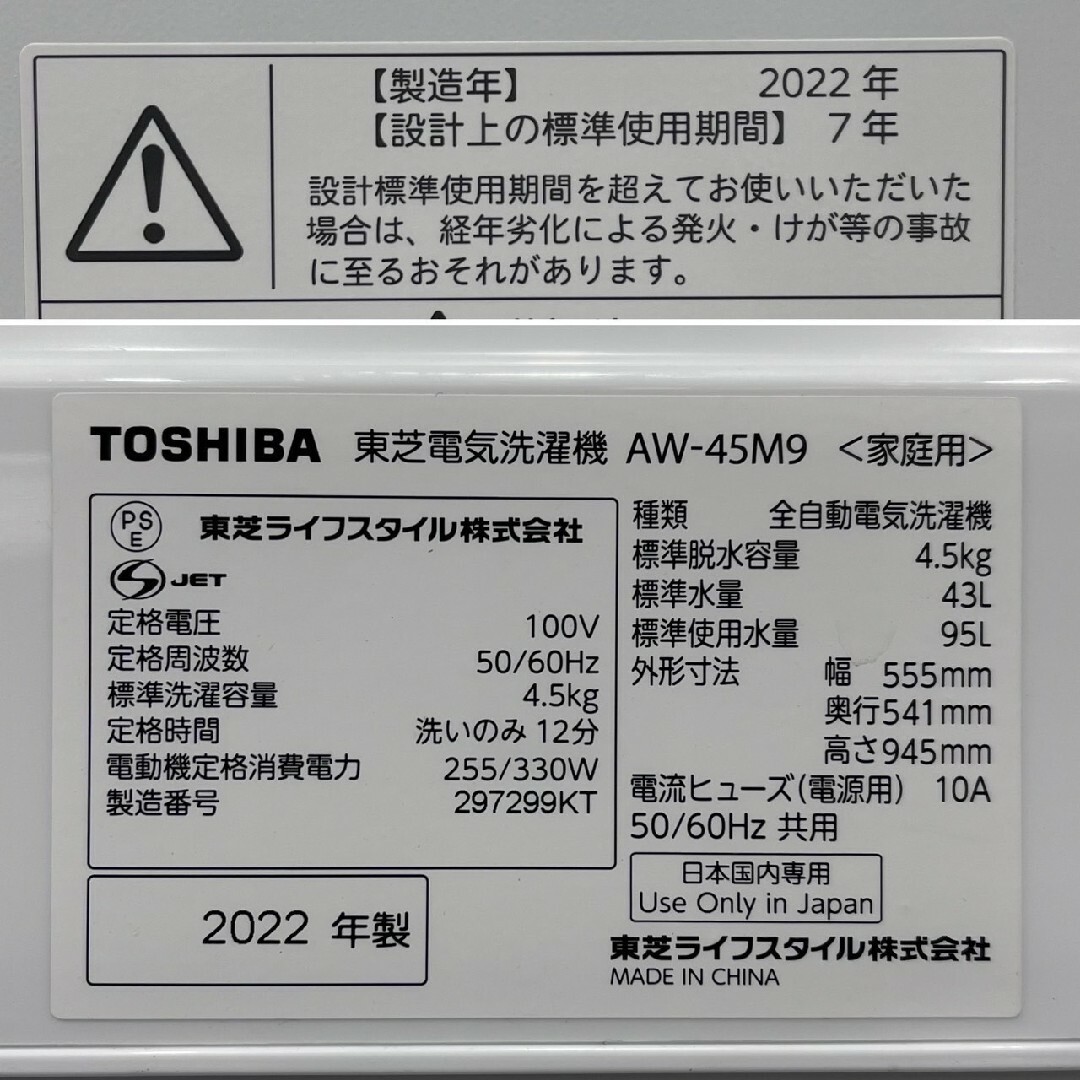 【製造年】 2022 年
【設計上の標準使用期間】 7 年
設計標準使用期間を超えてお使いいただいた
場合は、経年劣化による発火・けが等の事故
に至るおそれがあります。
TOSHIBA 東芝電気洗濯機 AW-45M9 <家庭用>
PSE 東芝ライフスタイル株式会社
S JET
定格電圧 100V
定格周波数 50/60Hz
標準洗濯容量 4.5kg
定格時間 洗いのみ 12分
電動機定格消費電力 255/330W
製造番号 297299KT
2022 年製
種類 全自動電気洗濯機
標準脱水容量 4.5kg
標準水量 43L
標準使用水量 95L
外形寸法 幅 555mm
奥行541mm
高さ945mm
電流ヒューズ(電源用) 10A
50/60Hz 共用
日本国内専用
Use Only in Japan
東芝ライフスタイル株式会社
MADE IN CHINA